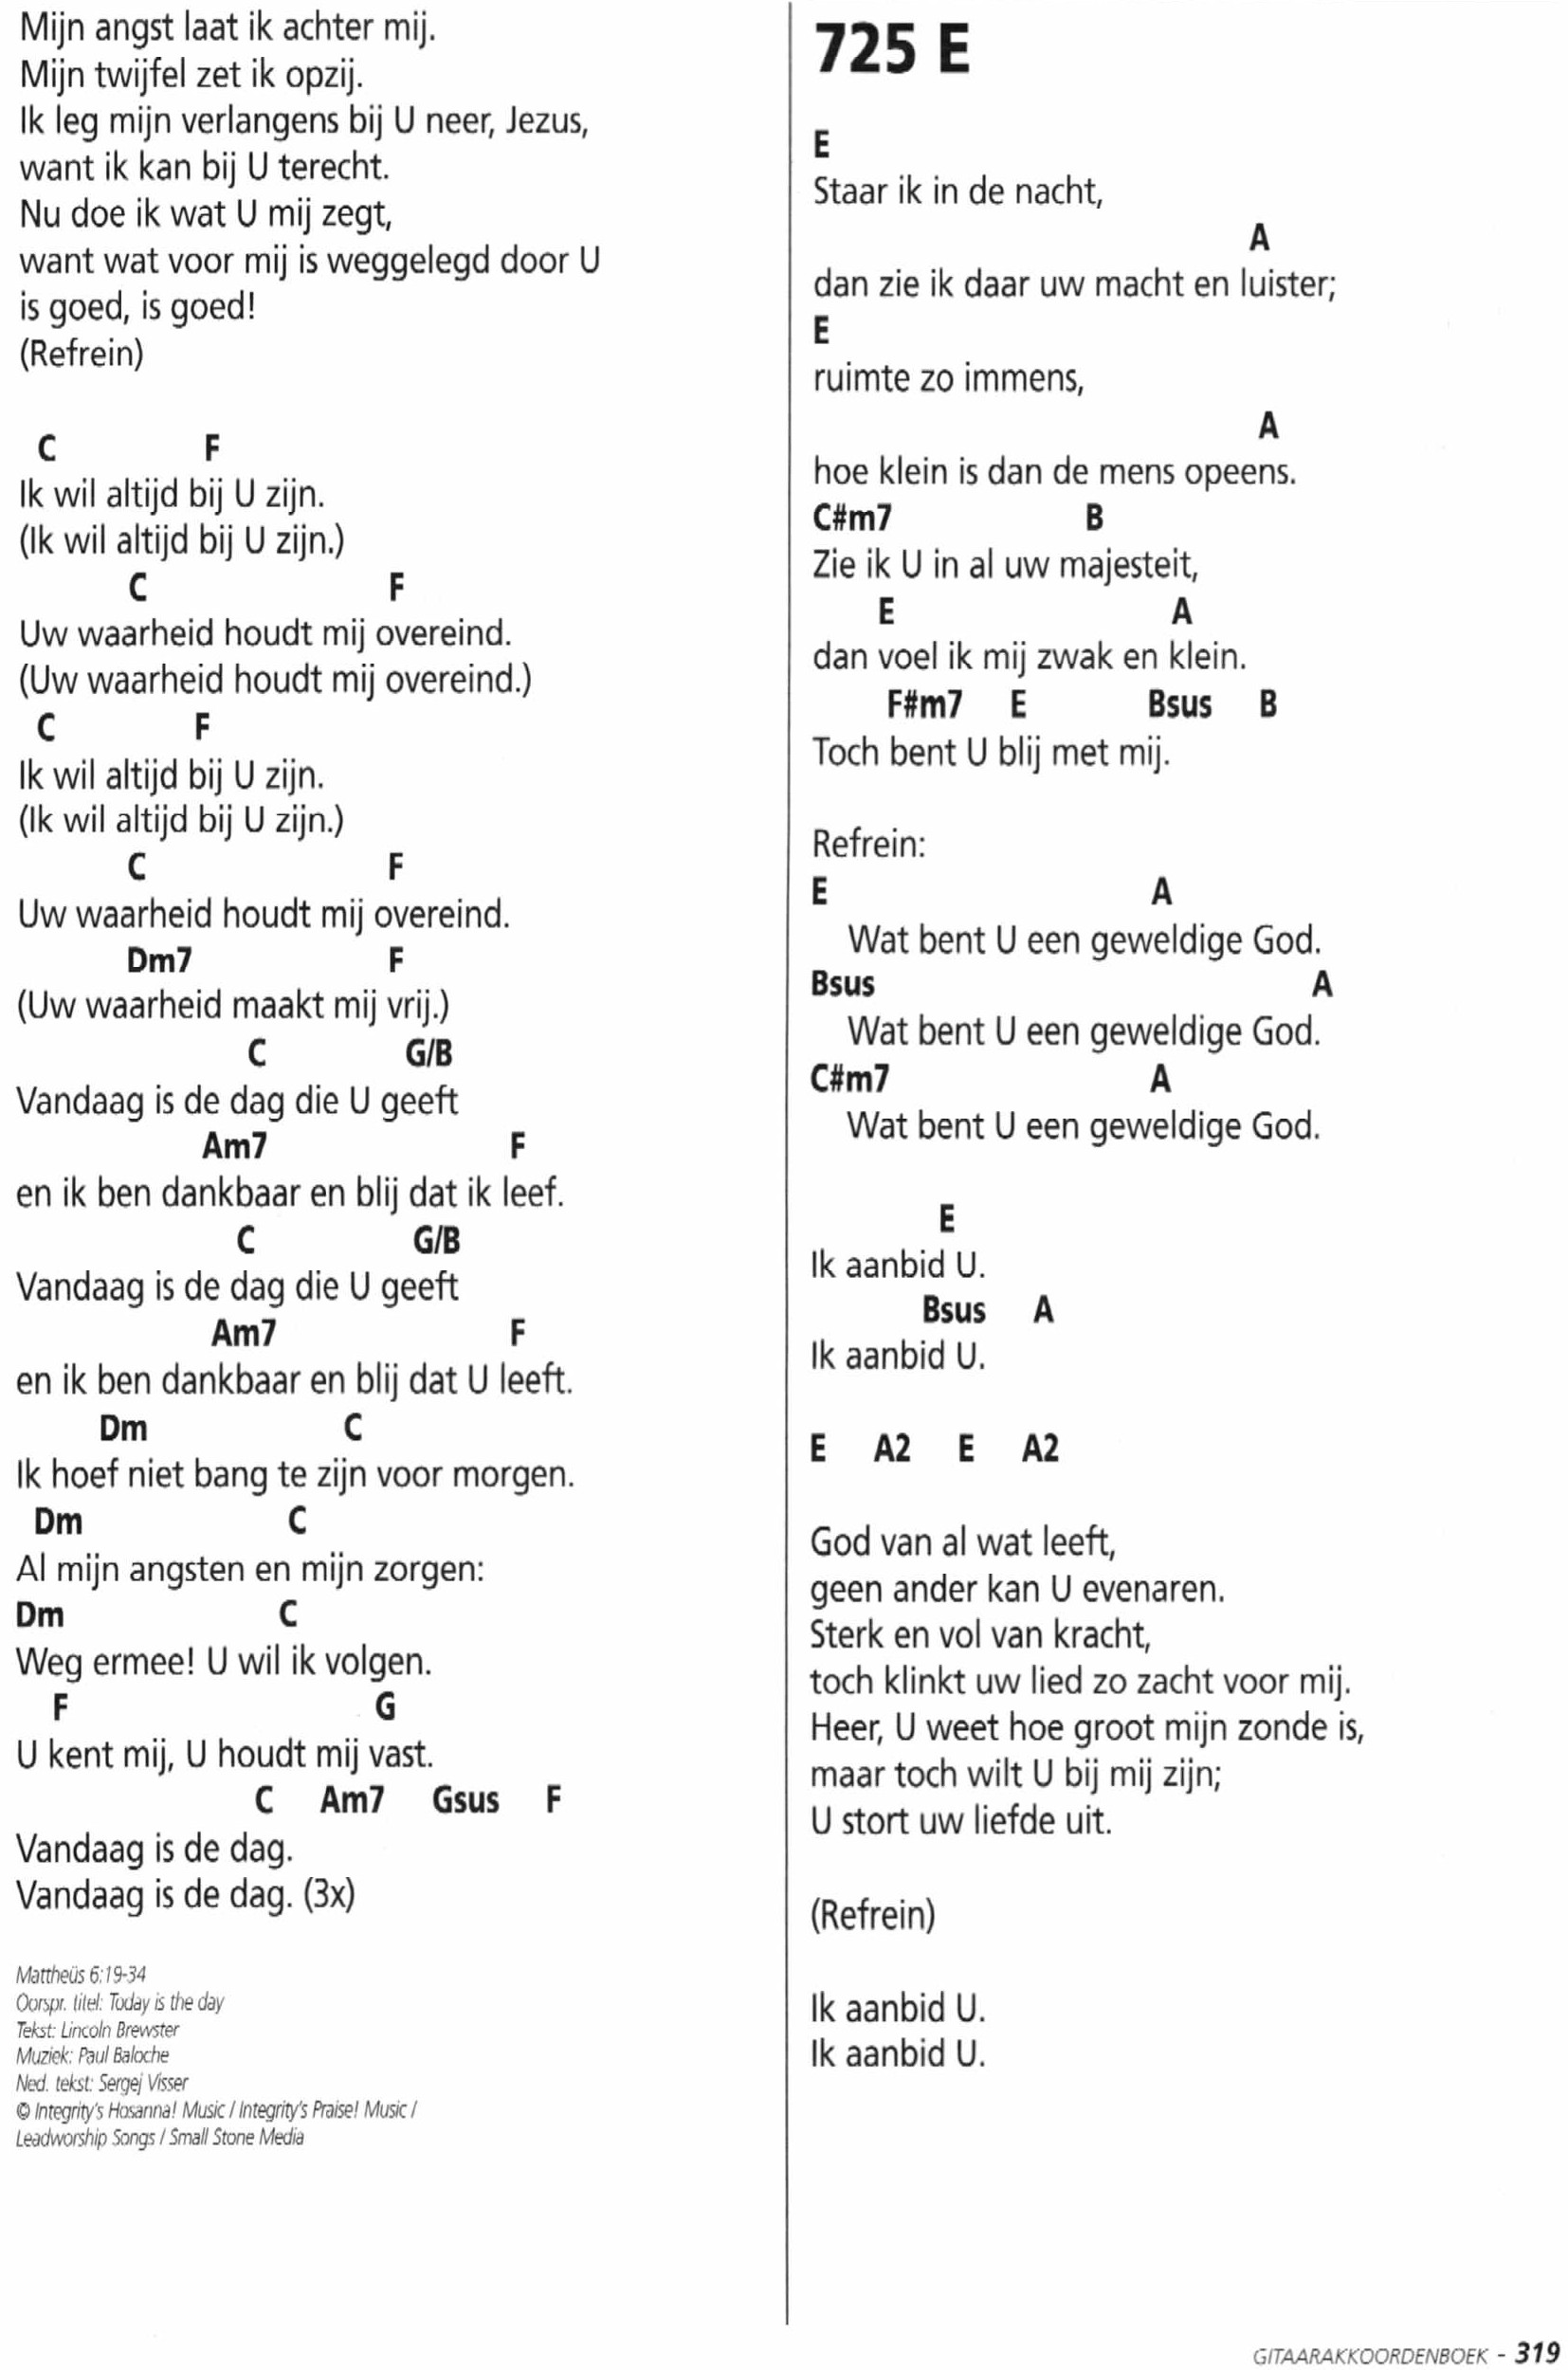 Mijn angst laat ik achter mij.
Mijn twijfel zet ik opzij.
Ik leg mijn verlangens bij U neer, Jezus,
want ik kan bij U terecht.
Nu doe ik wat U mij zegt,
want wat voor mij is weggelegd door U
is goed, is goed!
(Refrein)
C F
Ik wil altijd bij U zijn.
(Ik wil altijd bij U zijn.)
C F
Uw waarheid houdt mij overeind.
(Uw waarheid houdt mij overeind.)
C F
Ik wil altijd bij U zijn.
(Ik wil altijd bij U zijn.)
C F
Uw waarheid houdt mij overeind.
Dm7 F
(Uw waarheid maakt mij vrij.)
C G/B
Vandaag is de dag die U geeft
Am7 F
en ik ben dankbaar en blij dat ik leef.
C G/B
Vandaag is de dag die U geeft
Am7 F
en ik ben dankbaar en blij dat U leeft.
Dm C
Ik hoef niet bang te zijn voor morgen.
Dm C
Al mijn angsten en mijn zorgen:
Dm C
Weg ermee! U wil ik volgen.
F G
U kent mij, U houdt mij vast.
C Am7 Gsus F
Vandaag is de dag.
Vandaag is de dag. (3x)
Mattheüs 6:19-34
Oorspr. titel: Today is the day
Tekst: Lincoln Brewster
Muziek: Paul Baloche
Ned. tekst: Sergej Visser
© Integrity's Hosanna! Music / Integrity's Praise! Music /
Leadworship Songs / Small Stone Media
725 E
E
Staar ik in de nacht,
A
dan zie ik daar uw macht en luister;
E
ruimte zo immens,
A
hoe klein is dan de mens opeens.
C#m7 B
Zie ik U in al uw majesteit,
E A
dan voel ik mij zwak en klein.
F#m7 E Bsus B
Toch bent U blij met mij.
Refrein:
E A
Wat bent U een geweldige God.
Bsus A
Wat bent U een geweldige God.
C#m7 A
Wat bent U een geweldige God.
E
Ik aanbid U.
Bsus A
Ik aanbid U.
E A2 E A2
God van al wat leeft,
geen ander kan U evenaren.
Sterk en vol van kracht,
toch klinkt uw lied zo zacht voor mij.
Heer, U weet hoe groot mijn zonde is,
maar toch wilt U bij mij zijn;
U stort uw liefde uit.
(Refrein)
Ik aanbid U.
Ik aanbid U.
GITAARAKKOORDENBOEK - 319